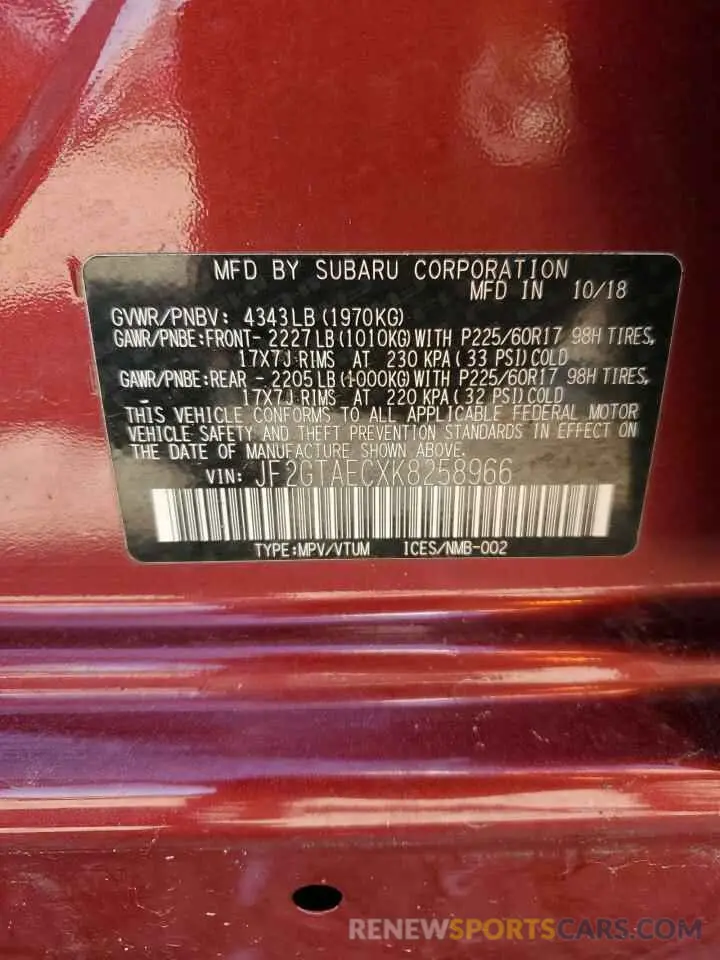 MFD BY SUBARU CORPORATION
MFD IN 10/18
GVWR/PNBV: 4343LB (1970KG)
GAWR/PNBE:FRONT- 2227LB (1010KG) WITH P225/60R17 98H TIRES,
17X7J RIMS AT 230 KPA( 33 PSI) COLD
GAWR/PNBE:REAR - 2205LB (1000KG) WITH P225/60R17 98H TIRES,
17X7J RIMS AT 220 KPA( 32 PSI) COLD
THIS VEHICLE CONFORMS TO ALL APPLICABLE FEDERAL MOTOR
VEHICLE SAFETY AND THEFT PREVENTION STANDARDS IN EFFECT ON
THE DATE OF MANUFACTURE SHOWN ABOVE.
VIN: JF2GTAECXK8258966
TYPE:MPV/VTUM ICES/NMB-002
RENEWSPORTSCARS.COM